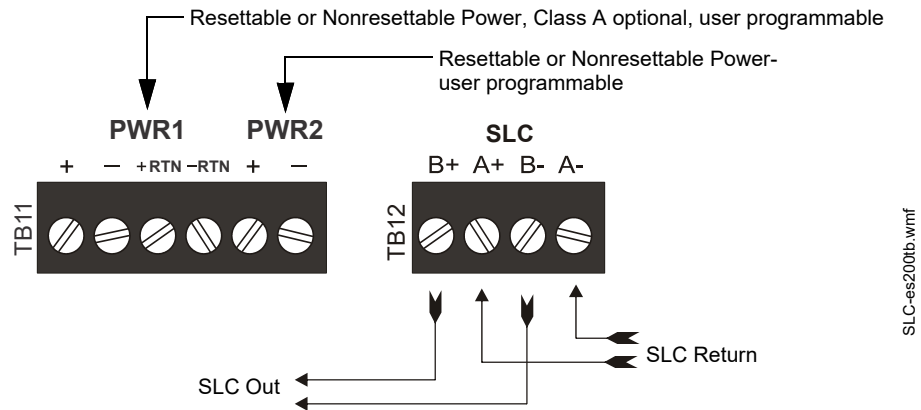 Resettable or Nonresettable Power, Class A optional, user programmable
Resettable or Nonresettable Power-
user programmable
PWR1 PWR2 SLC
+ — +RTN –RTN + — B+ A+ B- A-
TB11 TB12
SLC Return
SLC Out
SLC-es200tb.wmf